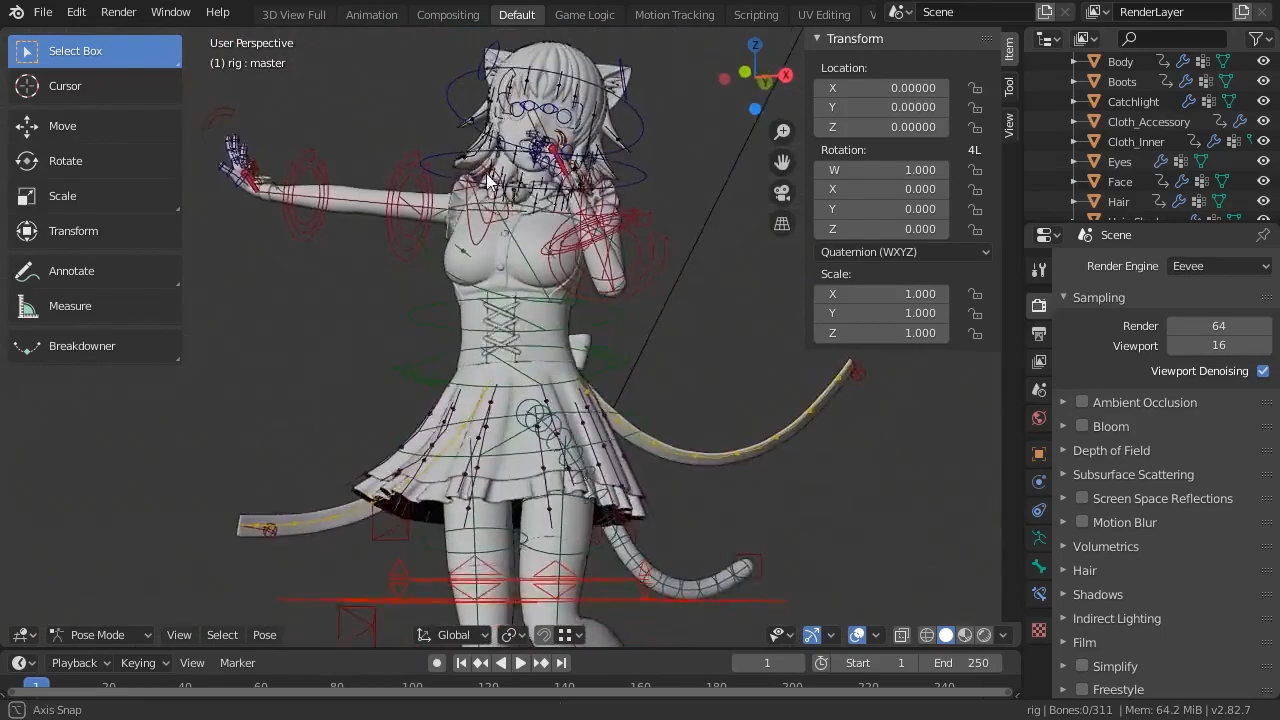 File Edit Render Window Help 3D View Full Animation Compositing Default Game Logic Motion Tracking Scripting UV Editing Scene RenderLayer
Select Box
Cursor
Move
Rotate
Scale
Transform
Annotate
Measure
Breakdowner
User Perspective
(1) rig : master
Z
X
Y
Transform
Location:
X 0.00000
Y 0.00000
Z 0.00000
Rotation: 4L
W 1.000
X 0.000
Y 0.000
Z 0.000
Quaternion (WXYZ)
Scale:
X 1.000
Y 1.000
Z 1.000
Item
Tool
View
Body
Boots
Catchlight
Cloth_Accessory
Cloth_Inner
Eyes
Face
Hair
Scene
Render Engine Eevee
Sampling
Render 64
Viewport 16
Viewport Denoising
Ambient Occlusion
Bloom
Depth of Field
Subsurface Scattering
Screen Space Reflections
Motion Blur
Volumetrics
Hair
Shadows
Indirect Lighting
Film
Simplify
Freestyle
Pose Mode View Select Pose Global
Playback Keying View Marker 1 Start 1 End 250
1 20 40 60 80 100 120 140 160 180 200 220 240
Axis Snap
rig | Bones:0/311 | Mem: 64.2 MiB | v2.82.7